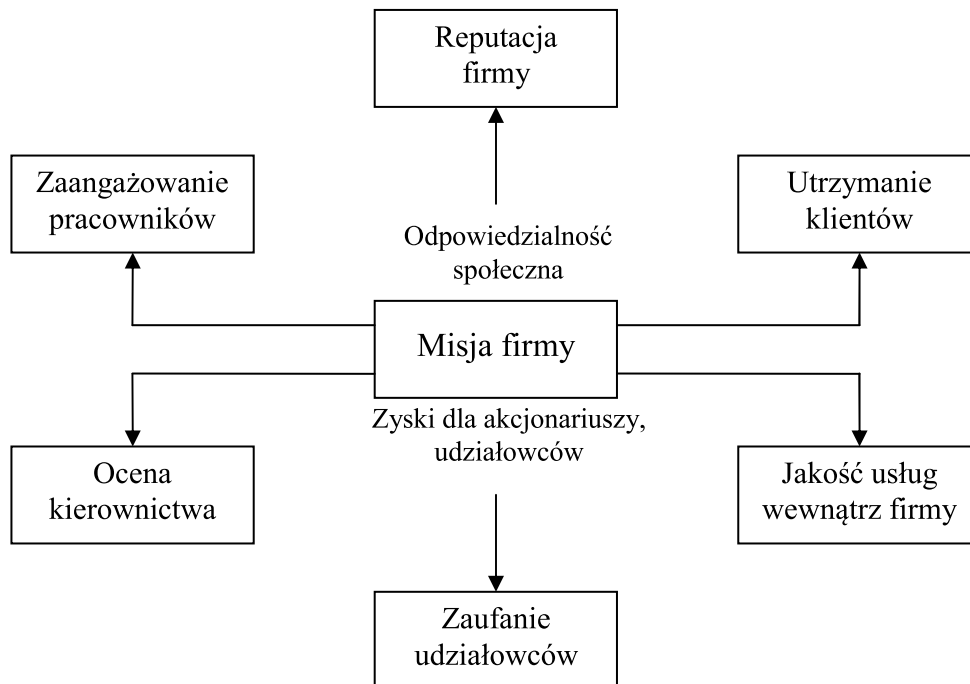 Reputacja
firmy
Zaangażowanie
pracowników
Utrzymanie
klientów
Odpowiedzialność
społeczna
Misja firmy
Zyski dla akcjonariuszy,
udziałowców
Ocena
kierownictwa
Jakość usług
wewnątrz firmy
Zaufanie
udziałowców